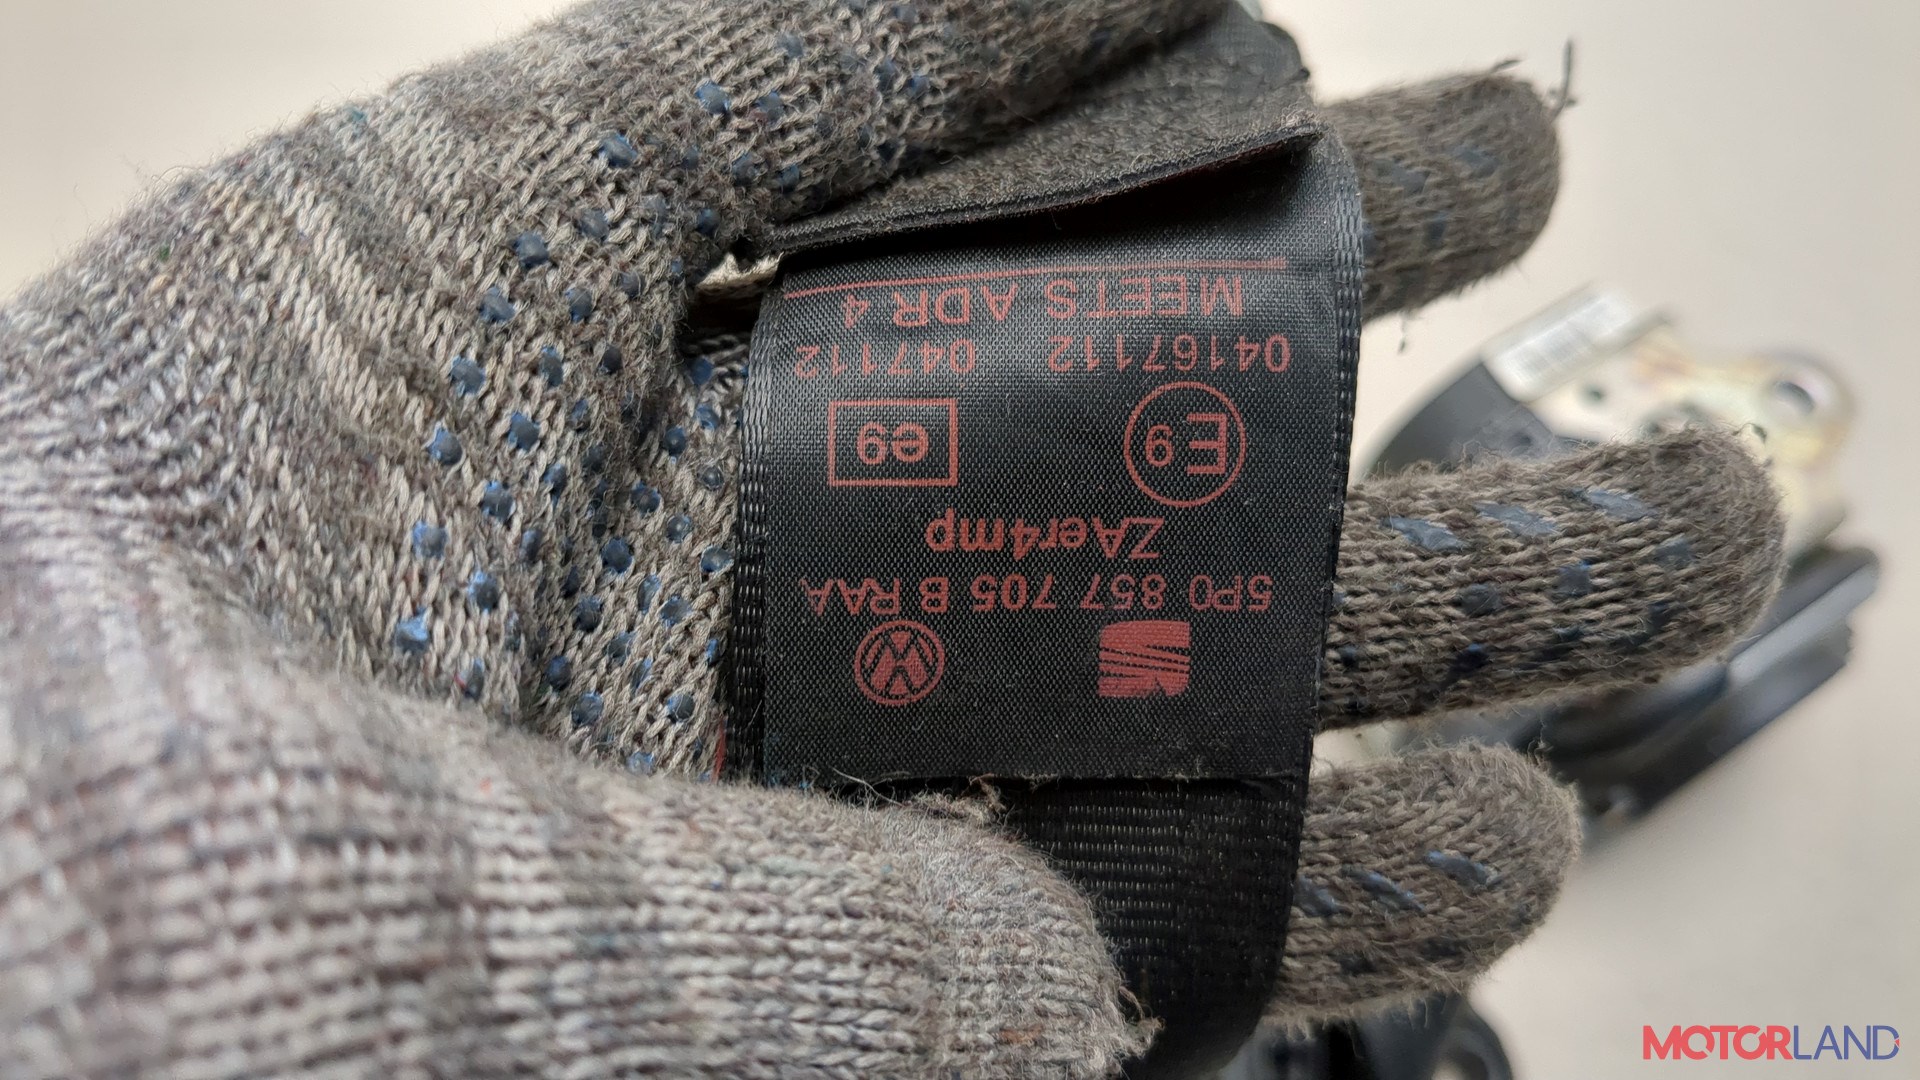 5P0 857 705 B RAA
ZAer4mp
E9 e9
04167112 047112
MEETS ADR 4
MOTORLAND